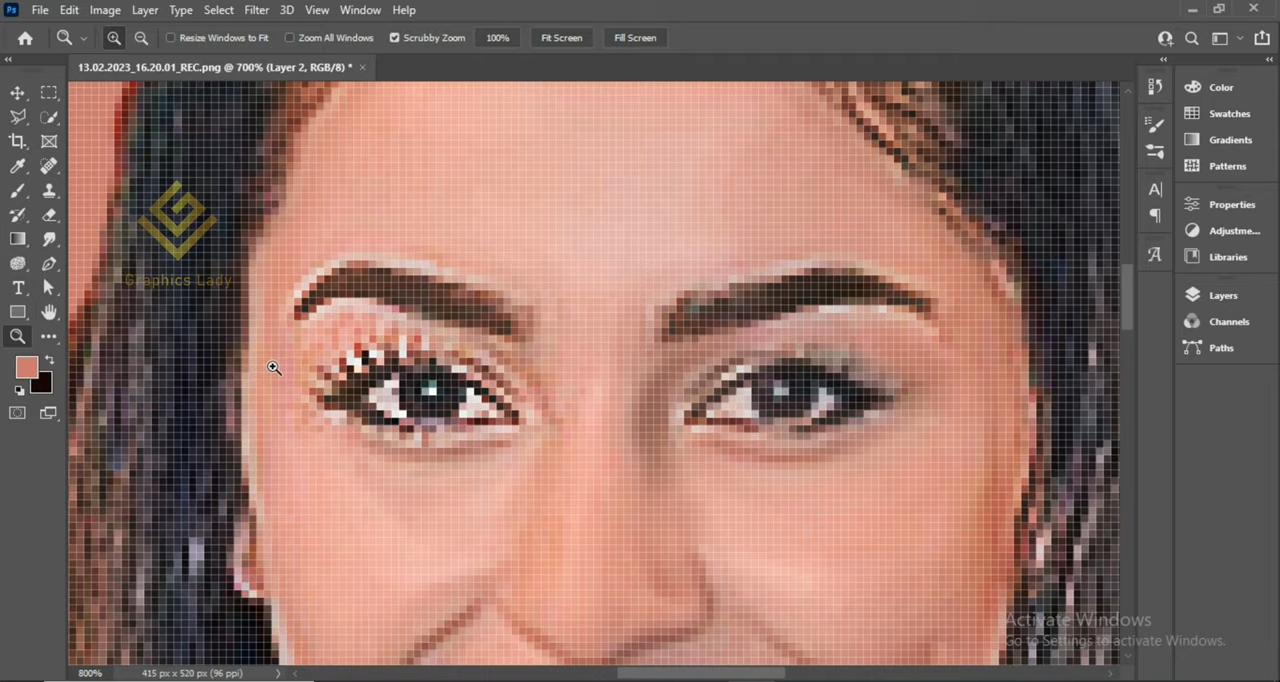 Ps File Edit Image Layer Type Select Filter 3D View Window Help
Resize Windows to Fit Zoom All Windows Scrubby Zoom 100% Fit Screen Fill Screen
13.02.2023_16.20.01_REC.png @ 700% (Layer 2, RGB/8) * ×
Color
Swatches
Gradients
Patterns
Properties
Adjustme...
Libraries
Layers
Channels
Paths
Graphics Lady
Activate Windows
Go to Settings to activate Windows.
800% 415 px x 520 px (96 ppi)